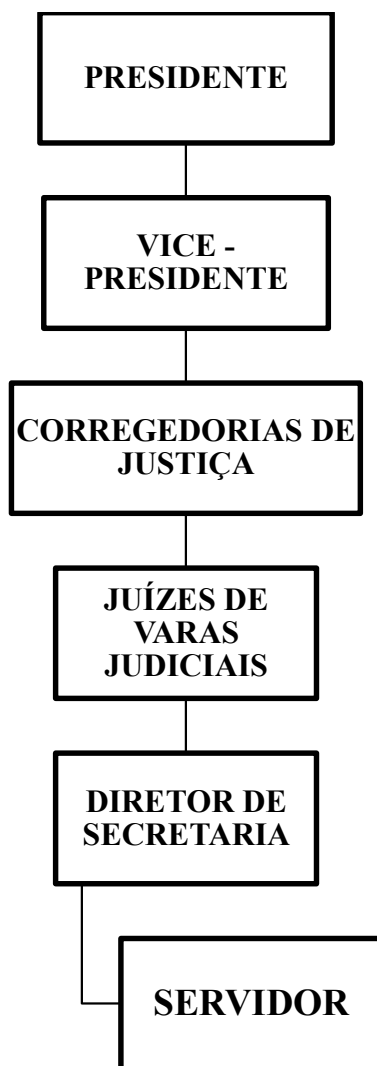 PRESIDENTE
VICE -
PRESIDENTE
CORREGEDORIAS DE
JUSTIÇA
JUÍZES DE
VARAS
JUDICIAIS
DIRETOR DE
SECRETARIA
SERVIDOR